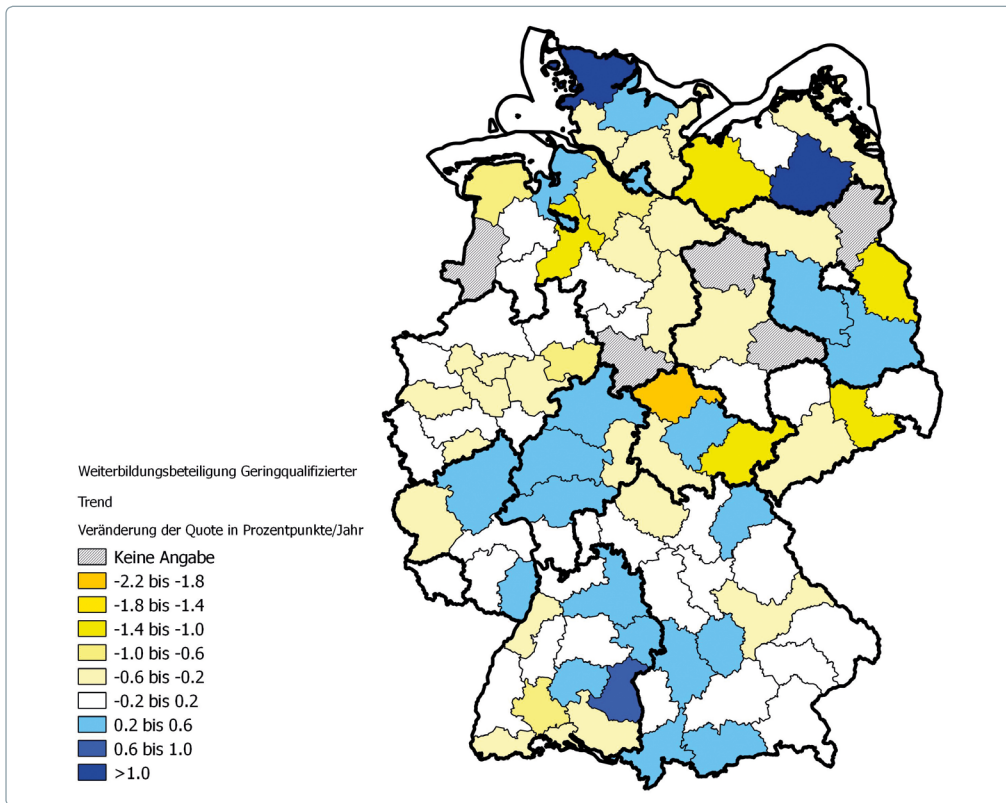 Weiterbildungsbeteiligung Geringqualifizierter
Trend
Veränderung der Quote in Prozentpunkte/Jahr
Keine Angabe
-2.2 bis -1.8
-1.8 bis -1.4
-1.4 bis -1.0
-1.0 bis -0.6
-0.6 bis -0.2
-0.2 bis 0.2
0.2 bis 0.6
0.6 bis 1.0
>1.0